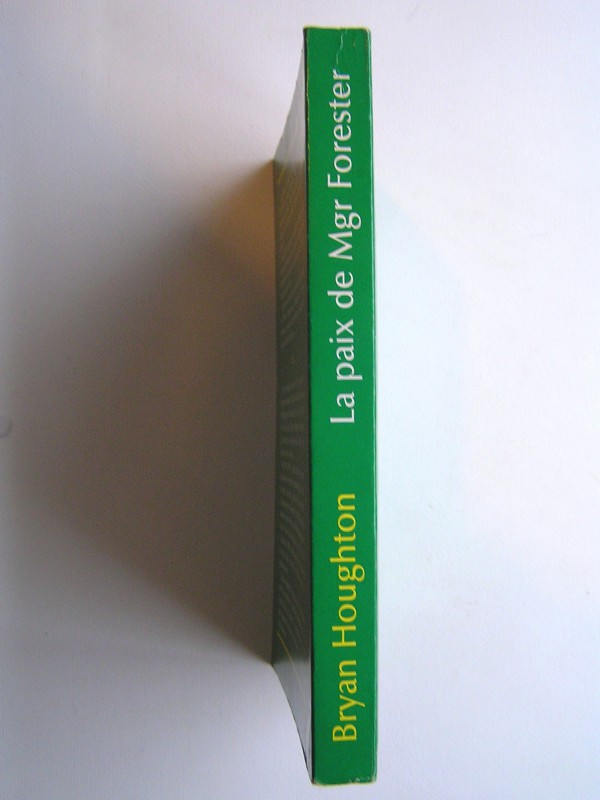 Bryan Houghton
La paix de Mgr Forester